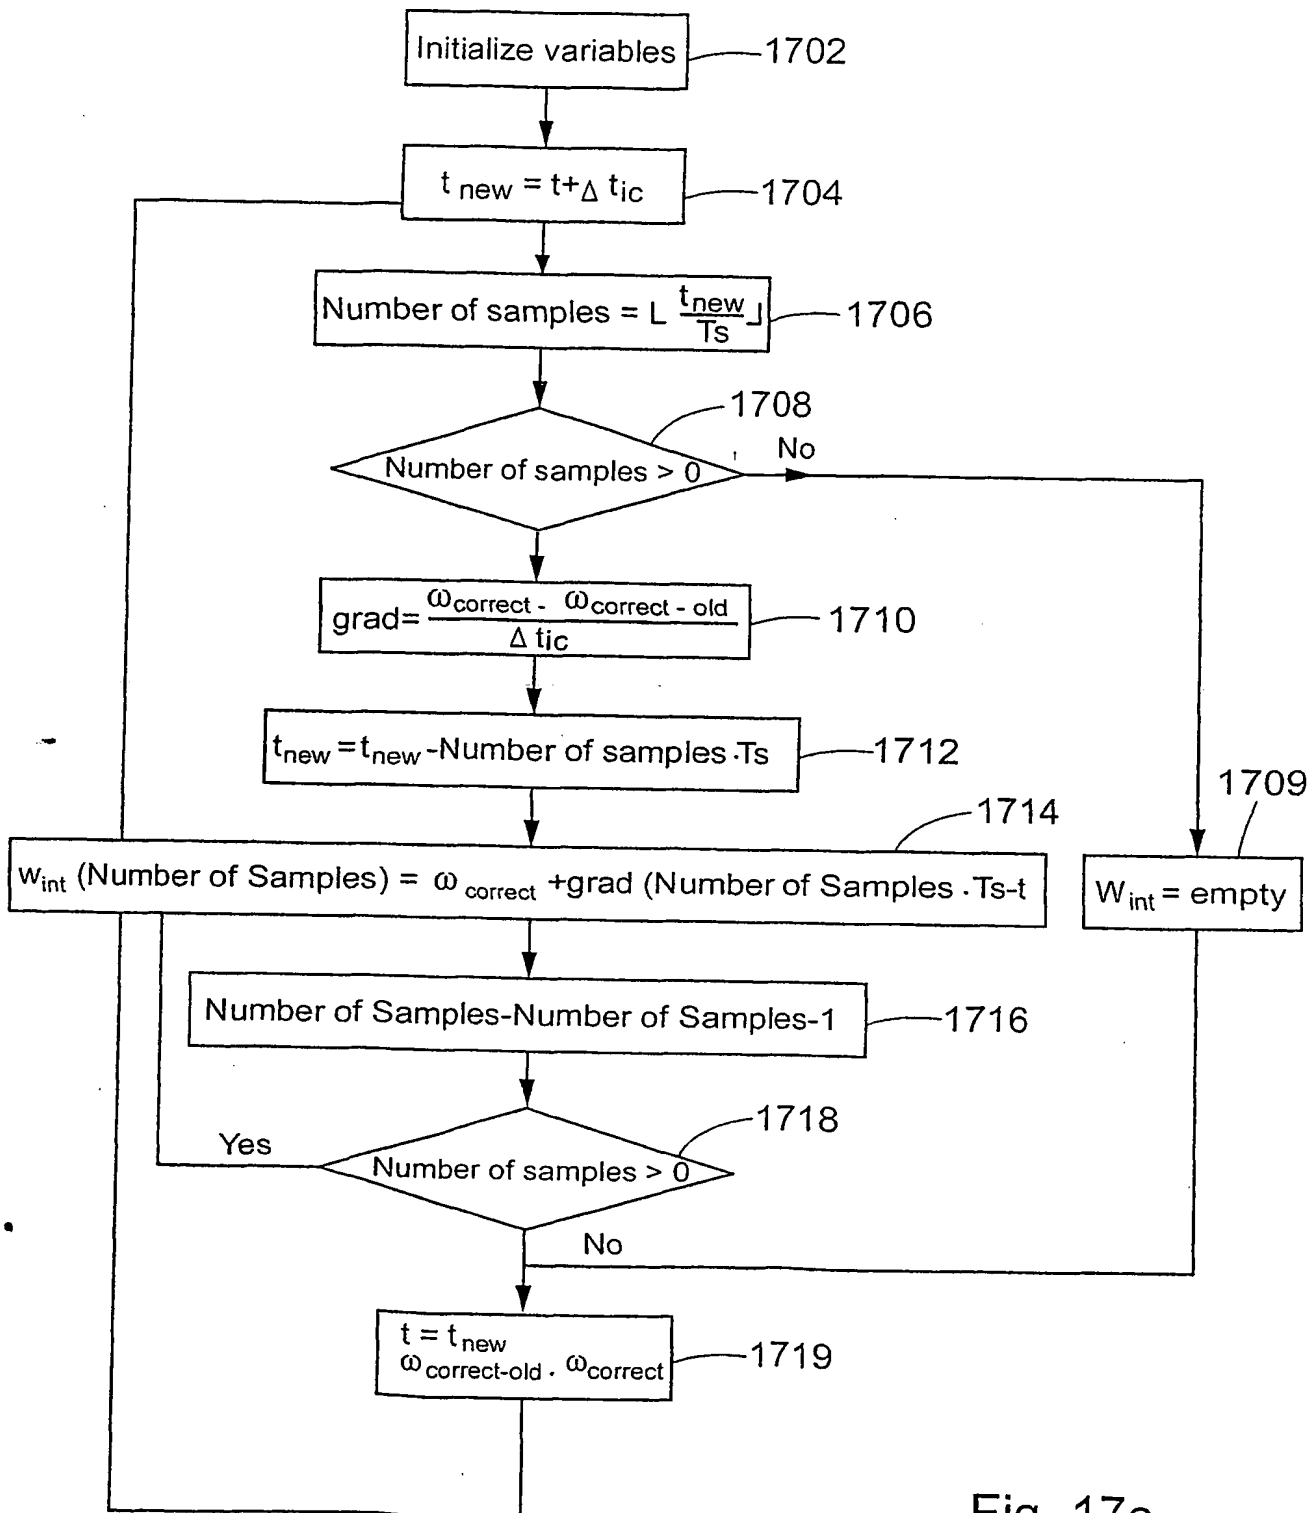 Initialize variables
1702
t new = t+Δ tic
1704
Number of samples = ⌊ tnew/Ts ⌋
1706
1708
Number of samples > 0
No
grad= ωcorrect - ωcorrect - old / Δ tic
1710
tnew = tnew -Number of samples ·Ts
1712
1709
1714
wint (Number of Samples) = ω correct +grad (Number of Samples ·Ts-t
Wint = empty
Number of Samples-Number of Samples-1
1716
1718
Yes
Number of samples > 0
No
t = tnew
ωcorrect-old · ωcorrect
1719